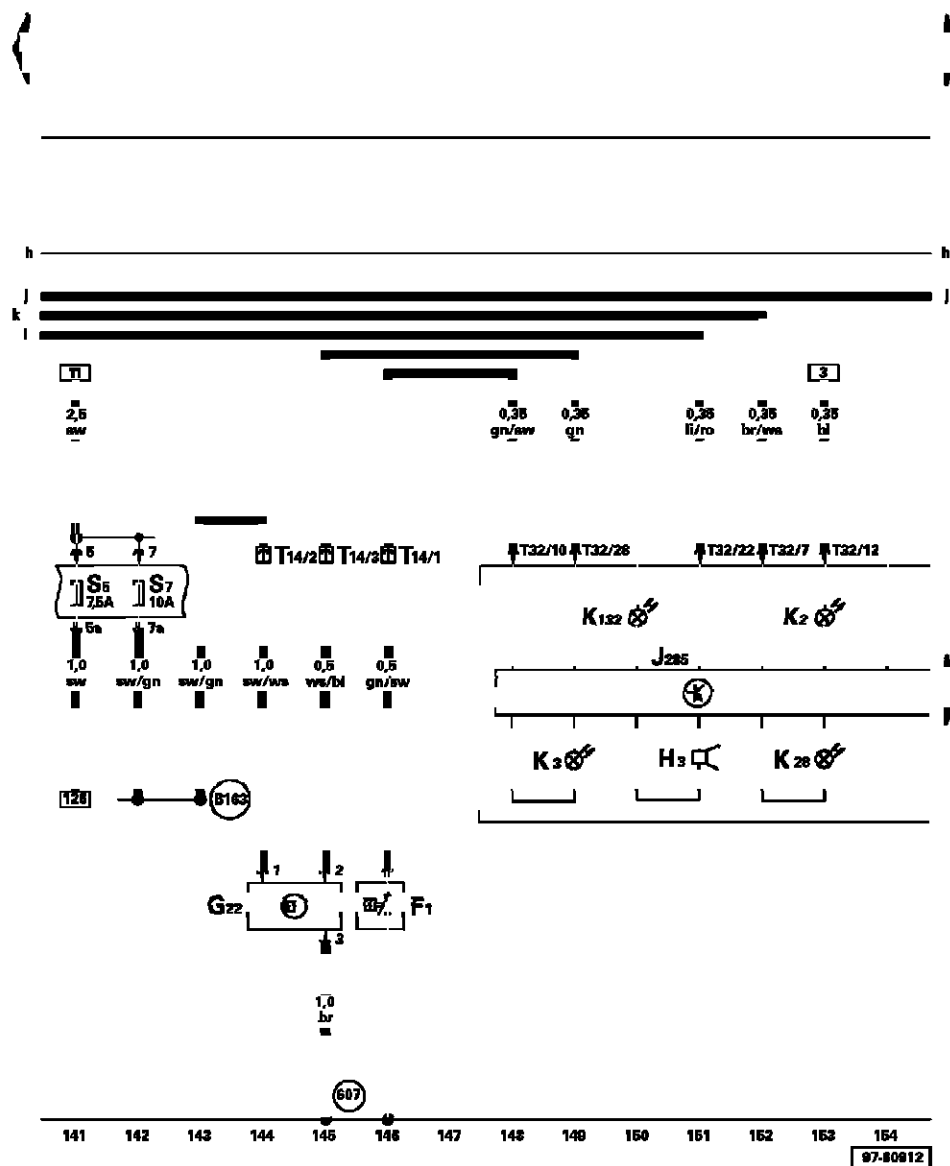 h h
j j
k
l
3
2,5 0,35 0,35 0,35 0,35 0,35
sw gn/sw gn li/ro br/ws bl
5 7 T14/2 T14/3 T14/1 T32/10 T32/28 T32/22 T32/7 T32/12
S5 S7
7,5A 10A
K132 K2
5a 7a
1,0 1,0 1,0 1,0 0,5 0,5 J285
sw sw/gn sw/gn sw/ws ws/bl gn/sw
K3 H3 K28
126 B163
1 2
G22 F1
3
1,0
br
607
141 142 143 144 145 146 147 148 149 150 151 152 153 154
97-80912